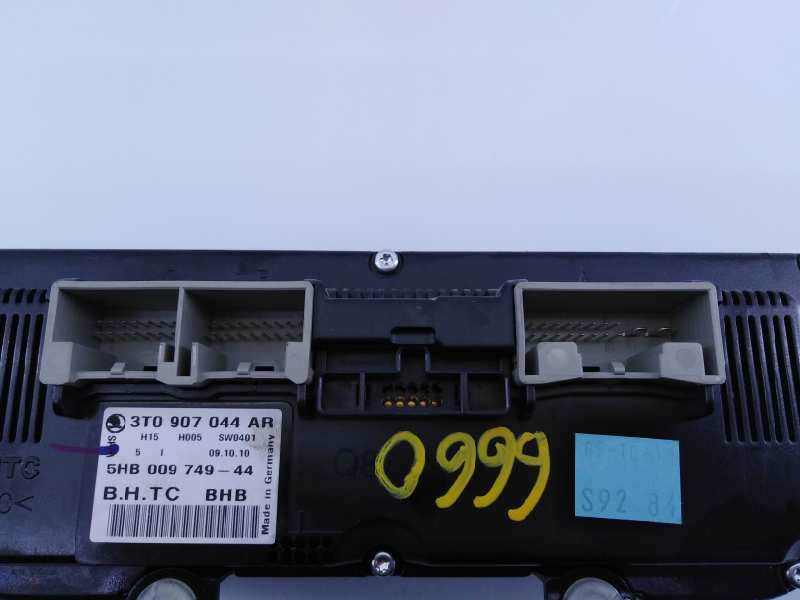 3T0 907 044 AR
H15 H005 SW0401
5 I 09.10.10
5HB 009 749-44
B.H.TC BHB
Made in Germany
0999
S92 84